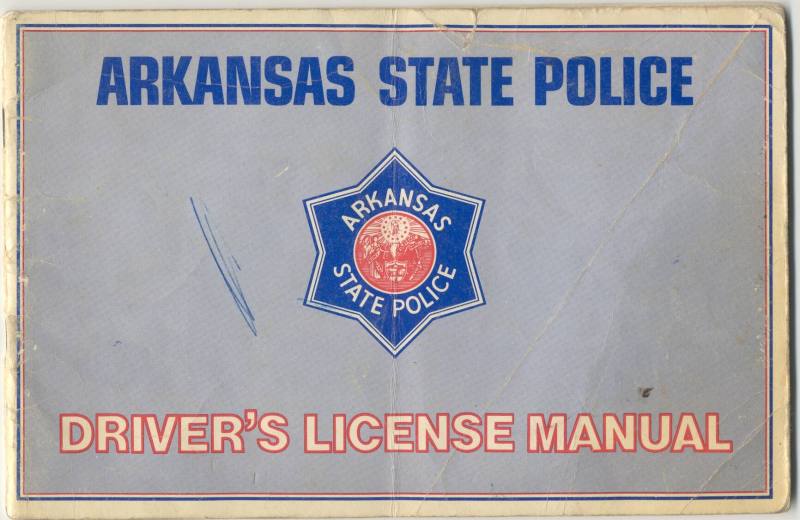 ARKANSAS STATE POLICE
ARKANSAS
STATE POLICE
DRIVER'S LICENSE MANUAL